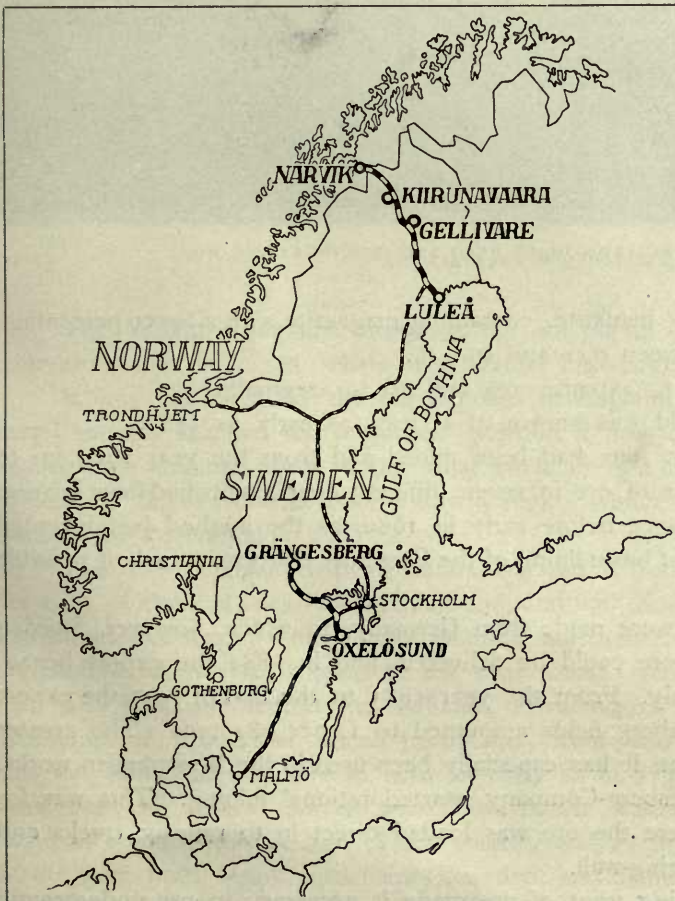 NARVIK
KIIRUNAVAARA
GELLIVARE
LULEÅ
NORWAY
TRONDHJEM
GULF OF BOTHNIA
SWEDEN
GRÄNGESBERG
CHRISTIANIA
STOCKHOLM
OXELÖSUND
GOTHENBURG
MALMÖ